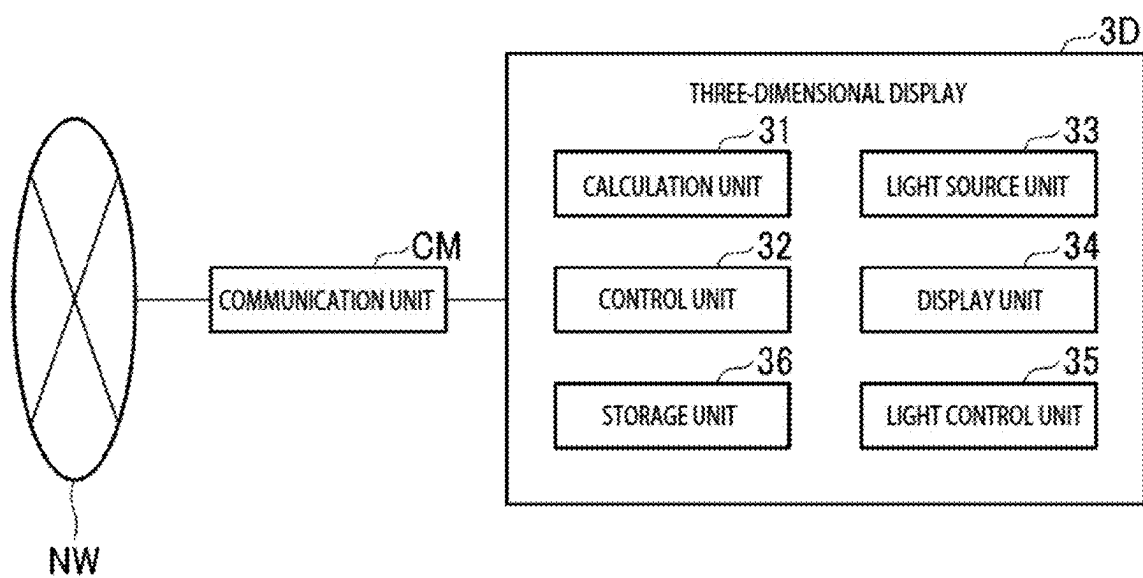 3D
THREE-DIMENSIONAL DISPLAY
31
33
CALCULATION UNIT
LIGHT SOURCE UNIT
CM
32
34
COMMUNICATION UNIT
CONTROL UNIT
DISPLAY UNIT
36
35
STORAGE UNIT
LIGHT CONTROL UNIT
NW